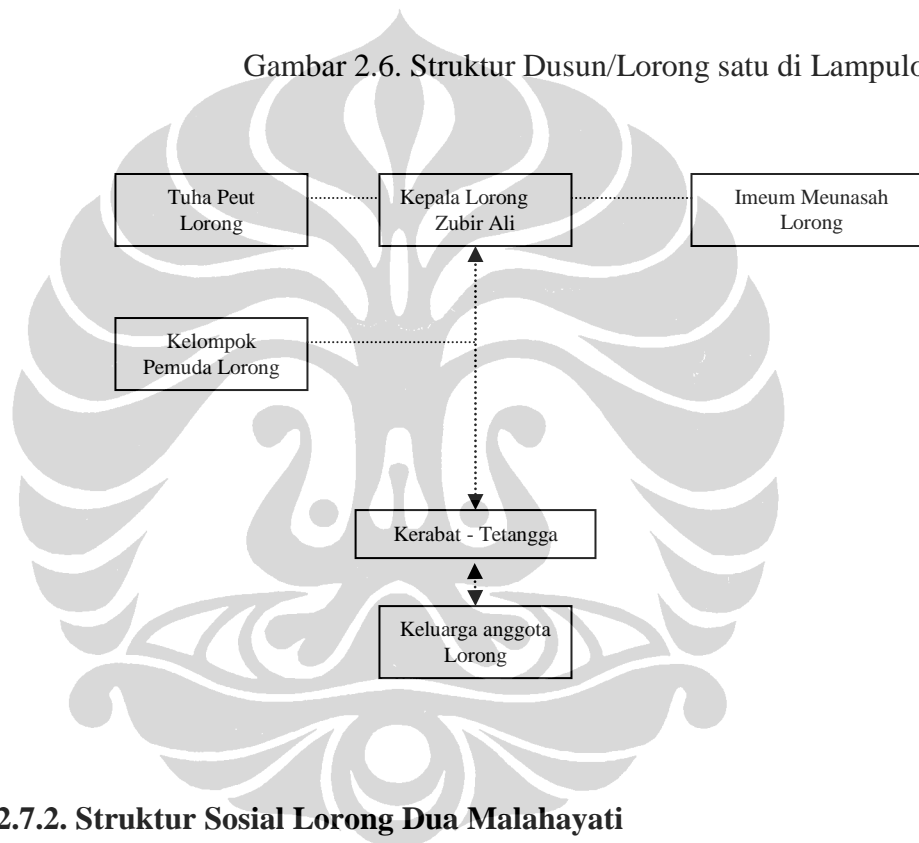 Gambar 2.6. Struktur Dusun/Lorong satu di Lampulo
Tuha Peut
Lorong
Kepala Lorong
Zubir Ali
Imeum Meunasah
Lorong
Kelompok
Pemuda Lorong
Kerabat - Tetangga
Keluarga anggota
Lorong
2.7.2. Struktur Sosial Lorong Dua Malahayati